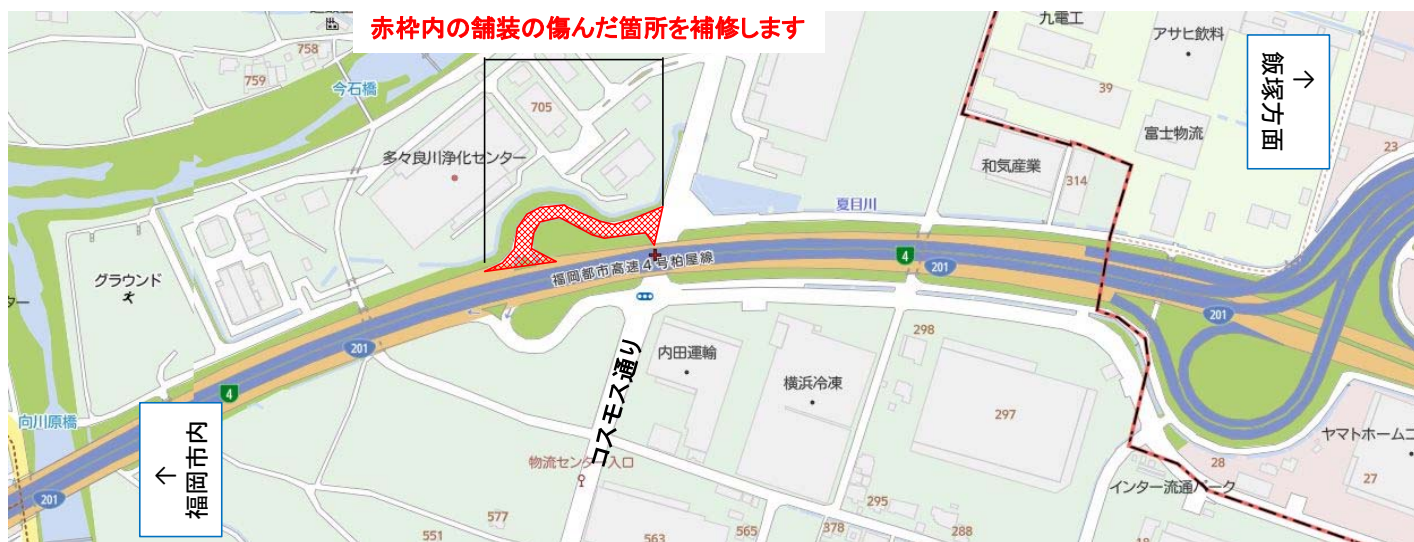 赤枠内の舗装の傷んだ箇所を補修します
九電工
アサヒ飲料
→
飯塚方面
758
759
今石橋
705
39
富士物流
23
多々良川浄化センター
和気産業
314
夏目川
グラウンド
福岡都市高速4号粕屋線
4
201
201
ター
298
201
内田運輸
コスモス通り
横浜冷凍
4
297
向川原橋
←
福岡市内
ヤマトホームコ
物流センター入口
28
27
インター流通パーク
201
295
577
551
563
565
378
288
18